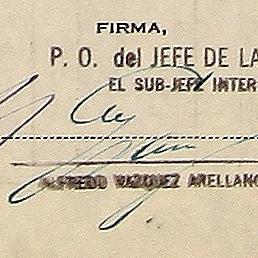 FIRMA,
P. O. del JEFE DE LA
EL SUB-JEFE INTER
ALFREDO VAZQUEZ ARELLANO